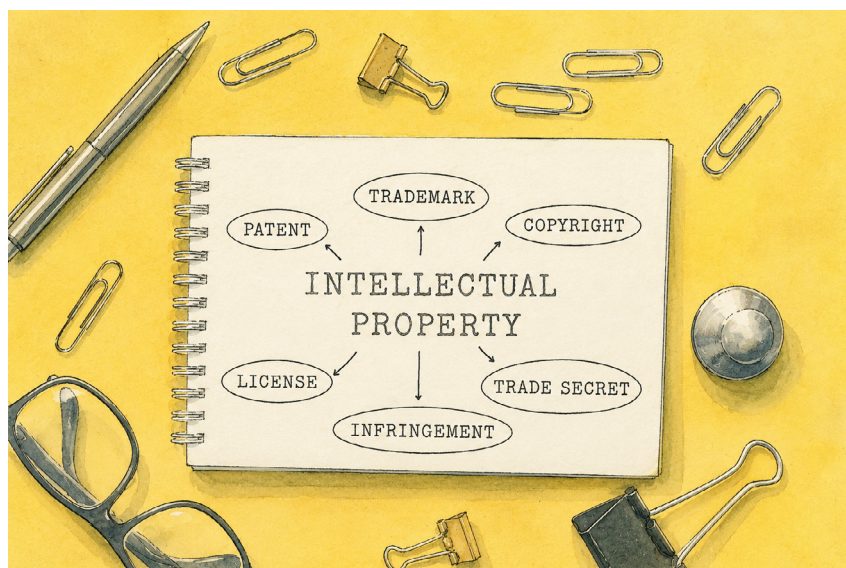 TRADEMARK
PATENT
COPYRIGHT
INTELLECTUAL
PROPERTY
LICENSE
TRADE SECRET
INFRINGEMENT